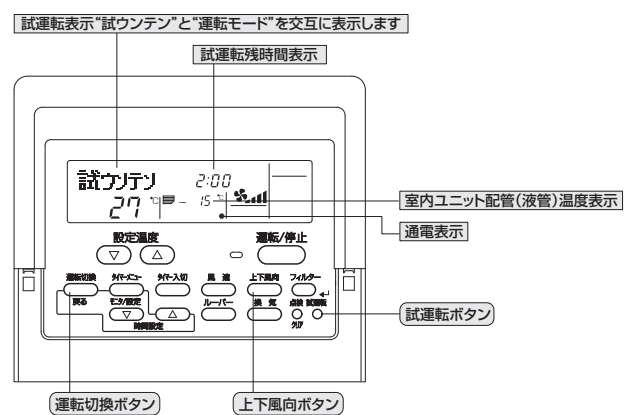 試運転表示“試ウンテン”と“運転モード”を交互に表示します
試運転残時間表示
試ウンテン
2:00
27 ℃
- 15 ℃
室内ユニット配管(液管)温度表示
通電表示
設定温度
運転/停止
▽ △
運転切換 タイマーメニュー タイマー入切 風速 上下風向 フィルター
戻る モニタ/設定 ルーバー 換気 点検 試運転
▽ △
時間設定
クリア
試運転ボタン
運転切換ボタン
上下風向ボタン